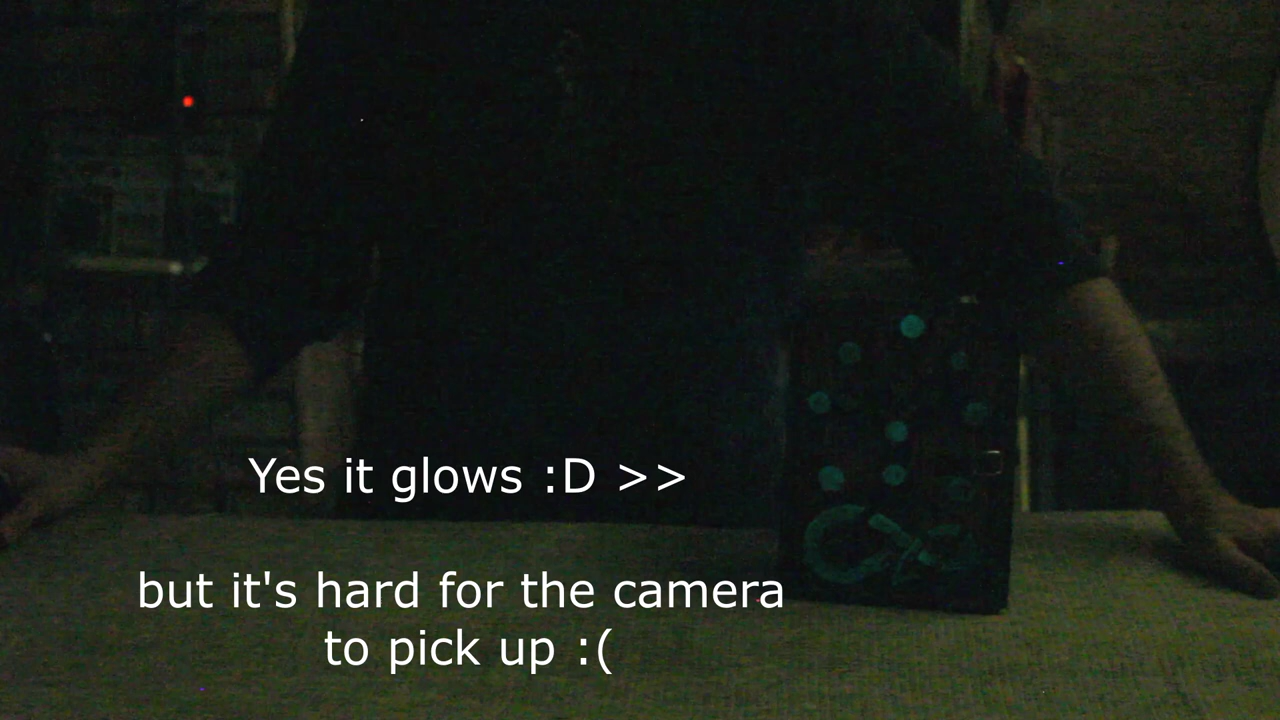 Yes it glows :D >>
but it's hard for the camera
to pick up :(